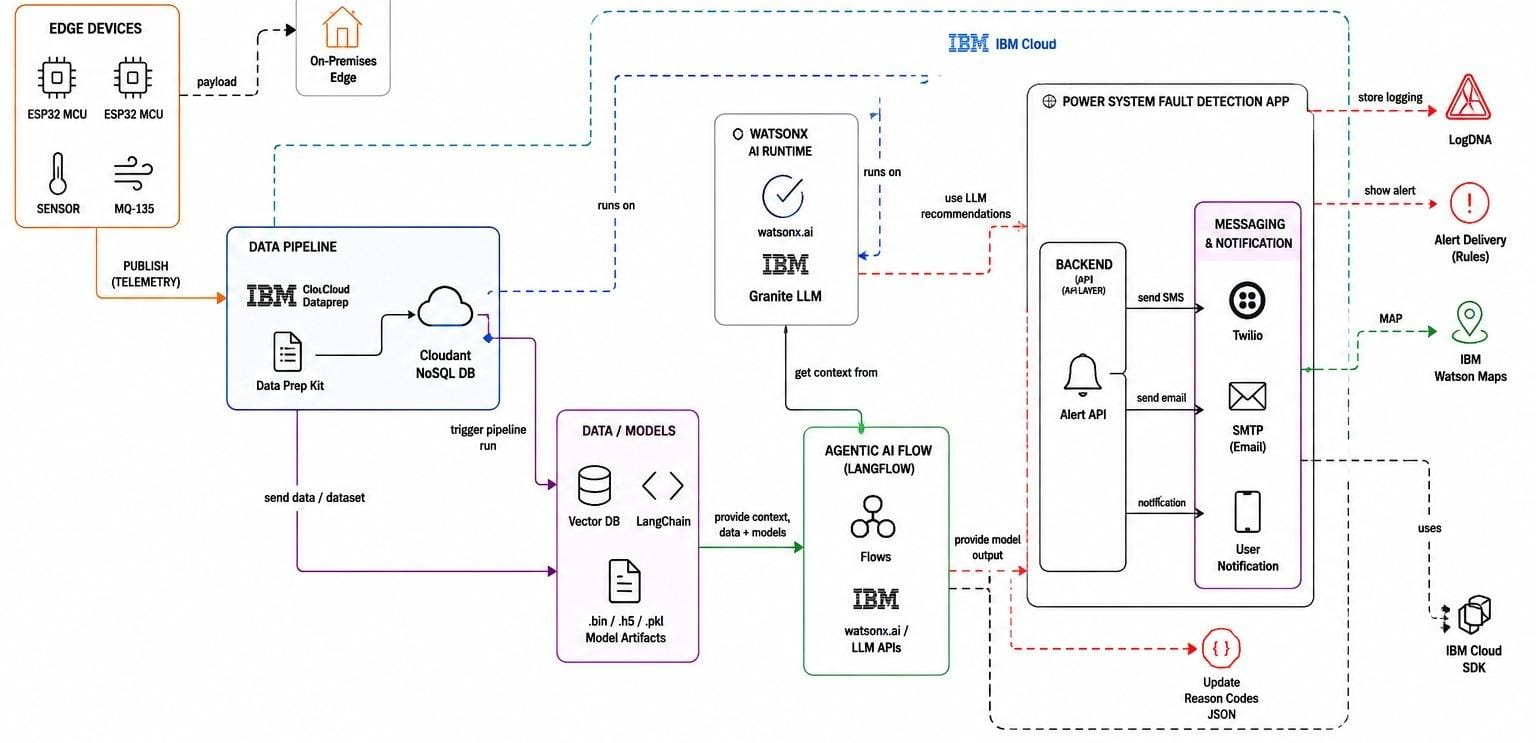 EDGE DEVICES
ESP32 MCU
ESP32 MCU
SENSOR
MQ-135
payload
On-Premises
Edge
PUBLISH
(TELEMETRY)
DATA PIPELINE
IBM
Dataprep
Data Prep Kit
Cloudant
NoSQL DB
runs on
IBM IBM Cloud
WATSONX
AI RUNTIME
watsonx.ai
IBM
Granite LLM
runs on
use LLM
recommendations
get context from
trigger pipeline
run
send data / dataset
DATA / MODELS
Vector DB
LangChain
.bin / .h5 / .pkl
Model Artifacts
provide context,
data + models
AGENTIC AI FLOW
(LANGFLOW)
Flows
IBM
watsonx.ai /
LLM APIs
provide model
output
POWER SYSTEM FAULT DETECTION APP
BACKEND
(API
LAYER)
Alert API
send SMS
send email
notification
MESSAGING
& NOTIFICATION
Twilio
SMTP
(Email)
User
Notification
store logging
LogDNA
show alert
!
Alert Delivery
(Rules)
MAP
IBM
Watson Maps
uses
IBM Cloud
SDK
{ }
Update
Reason Codes
JSON